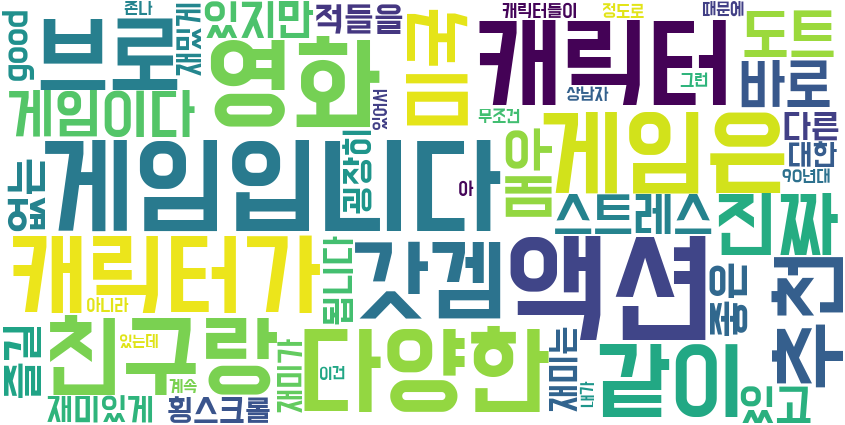 존나
캐릭터들이
정도로
때문에
good
브로
재밌게
있지만
적들을
영화
캐릭터
그런
상남자
도트
바로
게임이다
있어서
무조건
게임은
다른
대한
90년대
없는
게임입니다
굉장히
아
매우
스트레스
진짜
캐릭터가
됩니다
갓겜
액션
좋은
추천
아니라
즐길
친구랑
있는데
계속
재미가
이건
다양한
재미는
내가
같이
있고
재미있게
횡스크롤